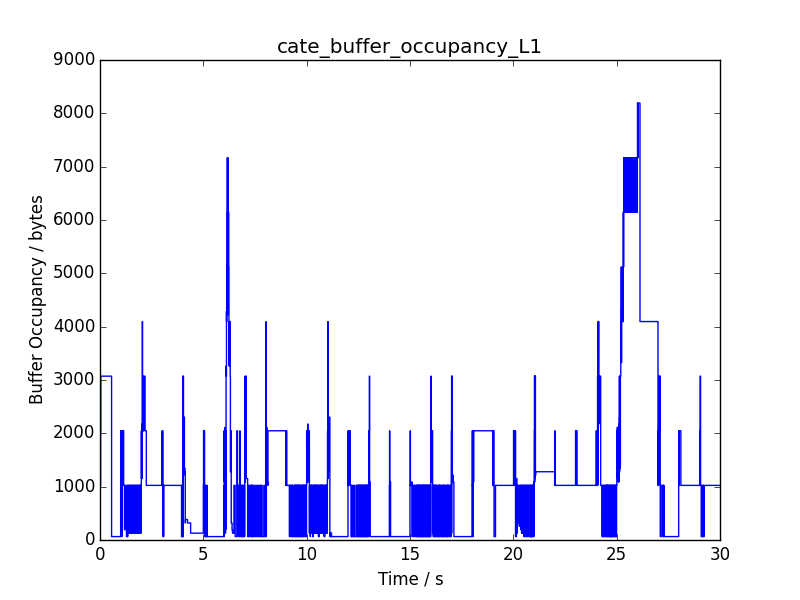 cate_buffer_occupancy_L1
9000
8000
7000
6000
5000
4000
3000
2000
1000
0
Buffer Occupancy / bytes
0 5 10 15 20 25 30
Time / s